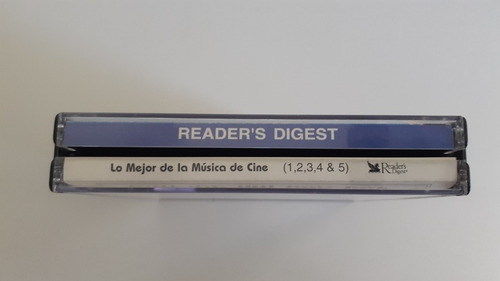 READER'S DIGEST
Lo Mejor de la Música de Cine (1,2,3,4 & 5) Reader's Digest